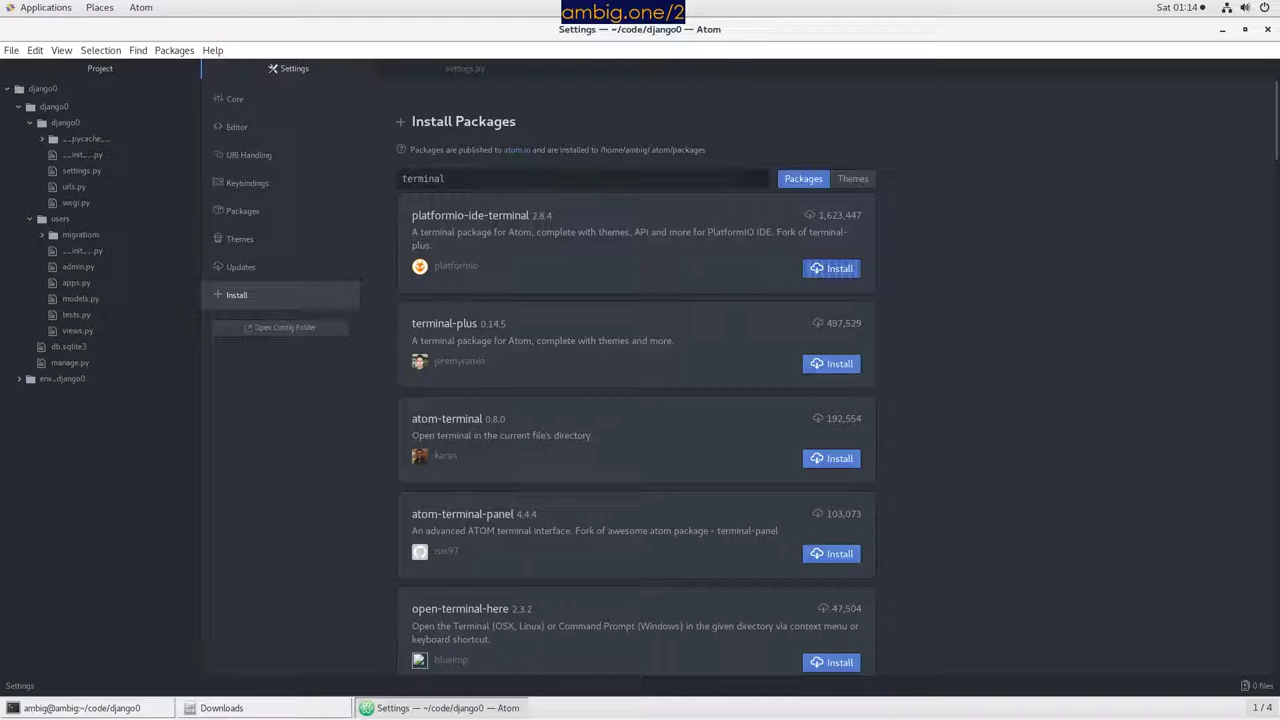 Applications Places Atom
ambig.one/2
Sat 01:14
Settings — ~/code/django0 — Atom
File Edit View Selection Find Packages Help
Project
Settings
settings.py
django0
django0
django0
__pycache__
__init__.py
settings.py
urls.py
wsgi.py
users
migrations
__init__.py
admin.py
apps.py
models.py
tests.py
views.py
db.sqlite3
manage.py
env_django0
Core
Editor
URI Handling
Keybindings
Packages
Themes
Updates
Install
Open Config Folder
Install Packages
Packages are published to atom.io and are installed to /home/ambig/.atom/packages
terminal
Packages Themes
platformio-ide-terminal 2.8.4 1,623,447
A terminal package for Atom, complete with themes, API and more for PlatformIO IDE. Fork of terminal-
plus.
platformio Install
terminal-plus 0.14.5 497,529
A terminal package for Atom, complete with themes and more.
jeremyramin Install
atom-terminal 0.8.0 192,554
Open terminal in the current file's directory.
karan Install
atom-terminal-panel 4.4.4 103,073
An advanced ATOM terminal interface. Fork of awesome atom package - terminal-panel
isis97 Install
open-terminal-here 2.3.2 47,504
Open the Terminal (OSX, Linux) or Command Prompt (Windows) in the given directory via context menu or
keyboard shortcut.
blueimp Install
Settings
0 files
ambig@ambig:~/code/django0
Downloads
Settings — ~/code/django0 — Atom
1 / 4